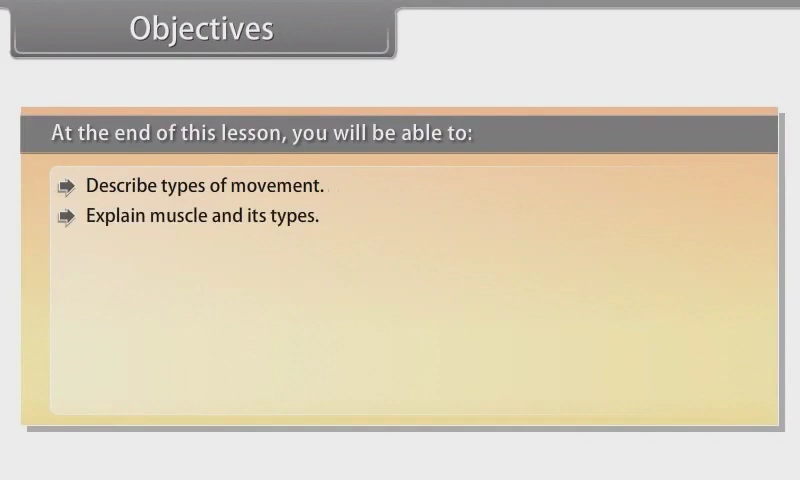 Objectives
At the end of this lesson, you will be able to:
Describe types of movement.
Explain muscle and its types.